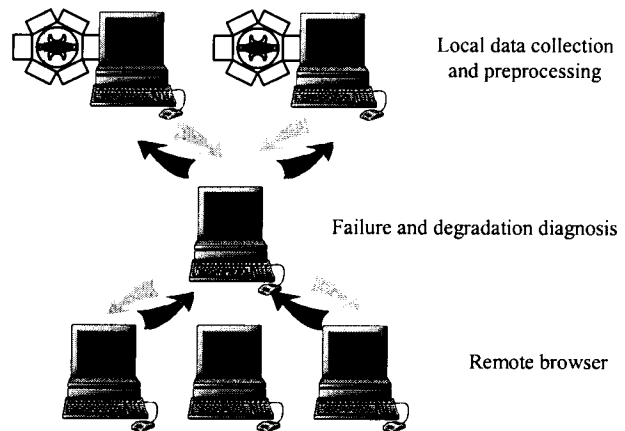 Local data collection
and preprocessing
Failure and degradation diagnosis
Remote browser